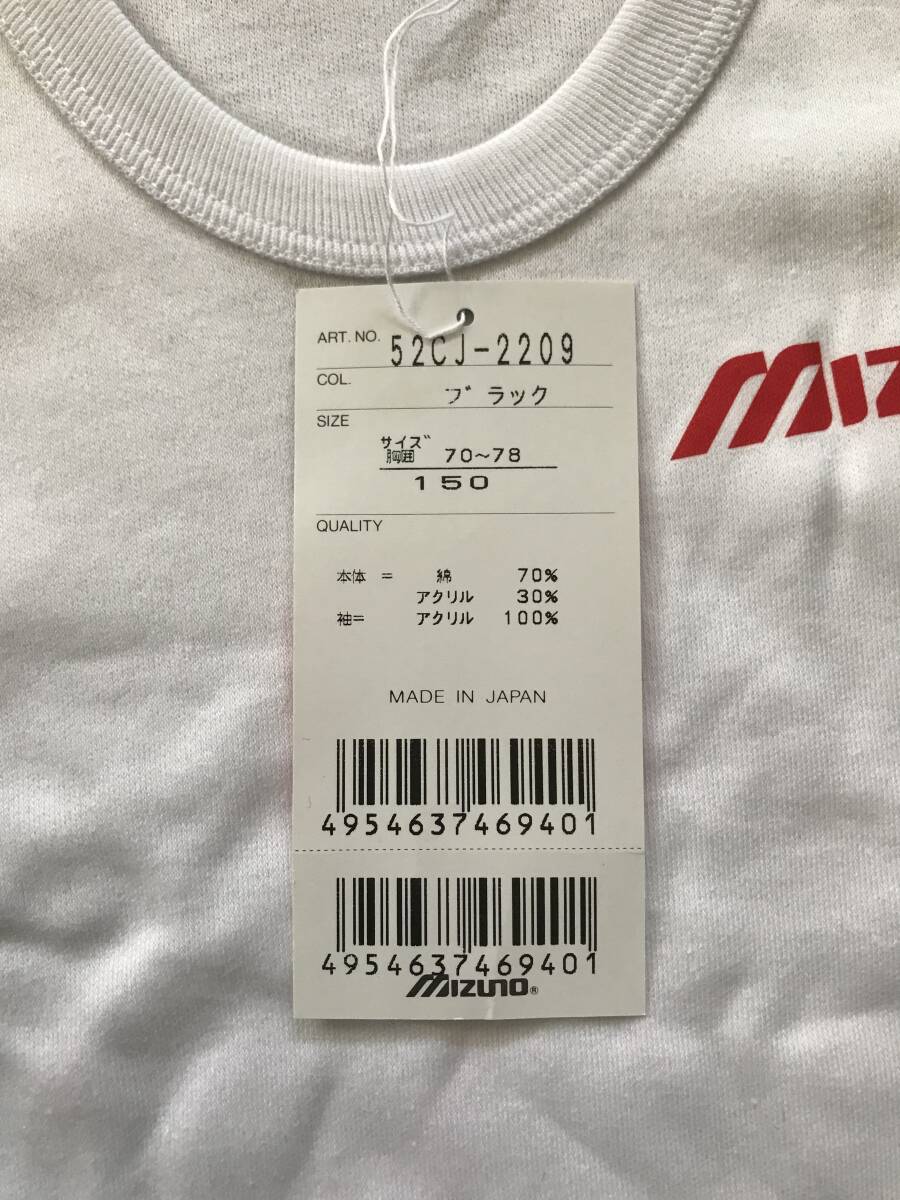 ART. NO. 52CJ-2209
COL. ブラック
SIZE
サイズ
胸囲 70~78
150
QUALITY
本体 = 綿 70%
アクリル 30%
袖= アクリル 100%
MADE IN JAPAN
4954637469401
4954637469401
MIZUNO®
MIZ